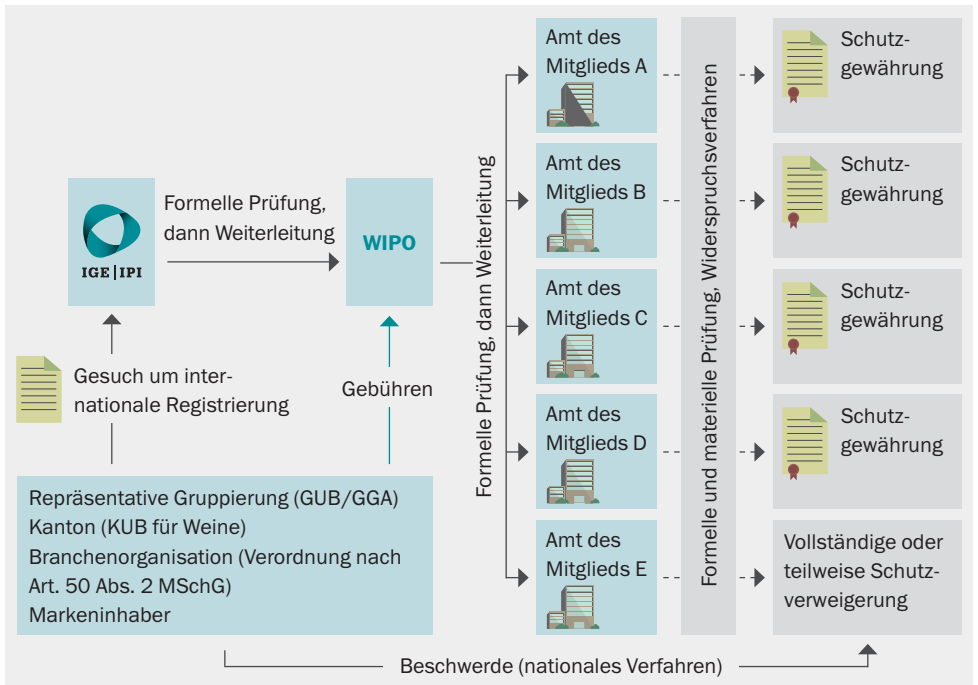 IGE|IPI
Formelle Prüfung,
dann Weiterleitung
WIPO
Gesuch um inter-
nationale Registrierung
Gebühren
Repräsentative Gruppierung (GUB/GGA)
Kanton (KUB für Weine)
Branchenorganisation (Verordnung nach
Art. 50 Abs. 2 MSchG)
Markeninhaber
Formelle Prüfung, dann Weiterleitung
Amt des
Mitglieds A
Amt des
Mitglieds B
Amt des
Mitglieds C
Amt des
Mitglieds D
Amt des
Mitglieds E
Formelle und materielle Prüfung, Widerspruchsverfahren
Schutz-
gewährung
Schutz-
gewährung
Schutz-
gewährung
Schutz-
gewährung
Vollständige oder
teilweise Schutz-
verweigerung
Beschwerde (nationales Verfahren)